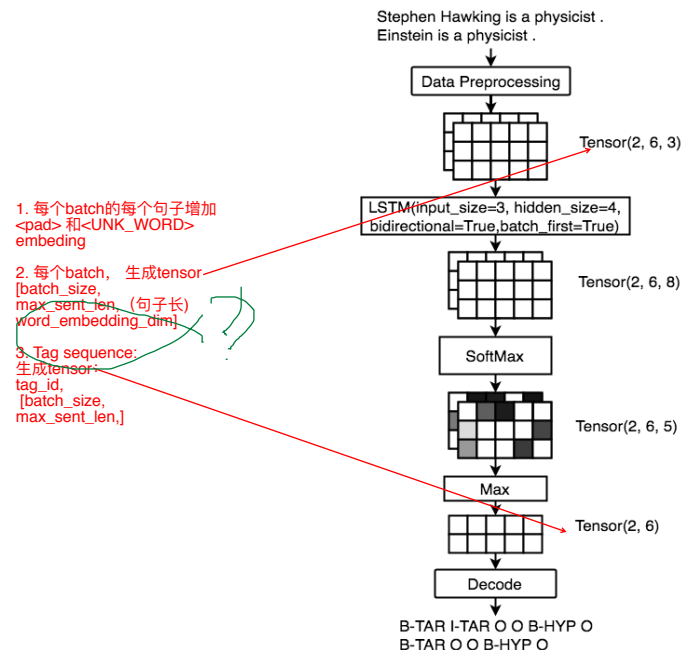 Stephen Hawking is a physicist .
Einstein is a physicist .
Data Preprocessing
Tensor(2, 6, 3)
LSTM(input_size=3, hidden_size=4,
bidirectional=True,batch_first=True)
Tensor(2, 6, 8)
SoftMax
Tensor(2, 6, 5)
Max
Tensor(2, 6)
Decode
B-TAR I-TAR O O B-HYP O
B-TAR O O B-HYP O
1. 每个batch的每个句子增加
<pad> 和<UNK_WORD>
embeding
2. 每个batch， 生成tensor
[batch_size,
max_sent_len, （句子长)
word_embedding_dim]
?
3. Tag sequence:
生成tensor：
tag_id,
[batch_size,
max_sent_len,]